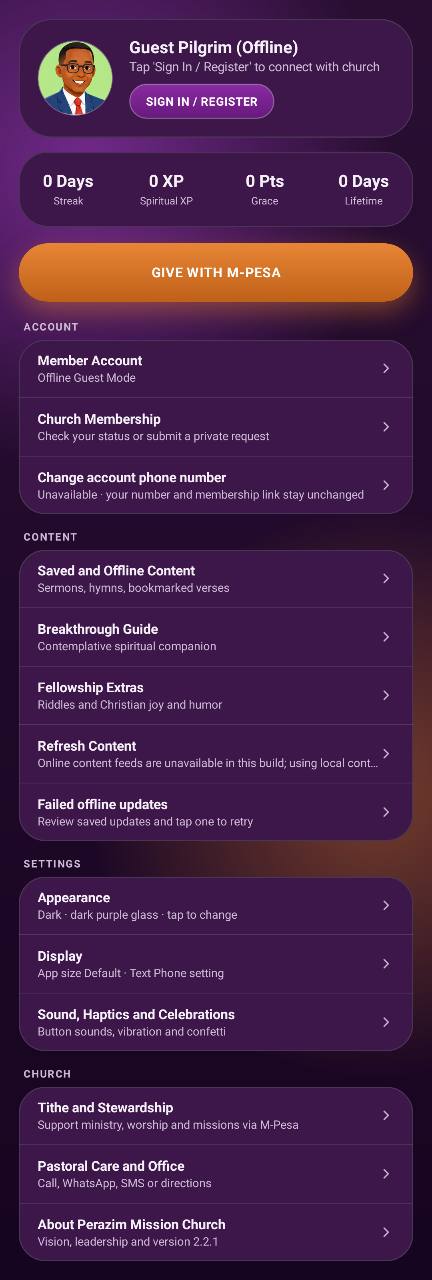 Guest Pilgrim (Offline)
Tap 'Sign In / Register' to connect with church
SIGN IN / REGISTER
0 Days
Streak
0 XP
Spiritual XP
0 Pts
Grace
0 Days
Lifetime
GIVE WITH M-PESA
ACCOUNT
Member Account
Offline Guest Mode
Church Membership
Check your status or submit a private request
Change account phone number
Unavailable · your number and membership link stay unchanged
CONTENT
Saved and Offline Content
Sermons, hymns, bookmarked verses
Breakthrough Guide
Contemplative spiritual companion
Fellowship Extras
Riddles and Christian joy and humor
Refresh Content
Online content feeds are unavailable in this build; using local cont...
Failed offline updates
Review saved updates and tap one to retry
SETTINGS
Appearance
Dark · dark purple glass · tap to change
Display
App size Default · Text Phone setting
Sound, Haptics and Celebrations
Button sounds, vibration and confetti
CHURCH
Tithe and Stewardship
Support ministry, worship and missions via M-Pesa
Pastoral Care and Office
Call, WhatsApp, SMS or directions
About Perazim Mission Church
Vision, leadership and version 2.2.1